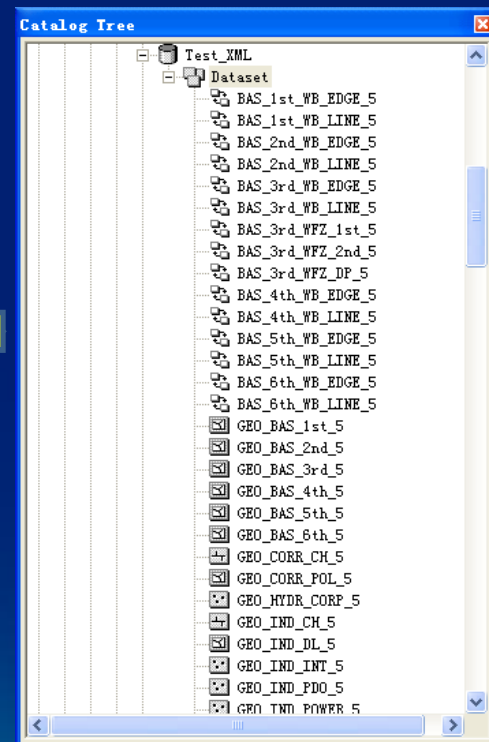 Catalog Tree
Test_XML
Dataset
BAS_1st_WB_EDGE_5
BAS_1st_WB_LINE_5
BAS_2nd_WB_EDGE_5
BAS_2nd_WB_LINE_5
BAS_3rd_WB_EDGE_5
BAS_3rd_WB_LINE_5
BAS_3rd_WFZ_1st_5
BAS_3rd_WFZ_2nd_5
BAS_3rd_WFZ_DP_5
BAS_4th_WB_EDGE_5
BAS_4th_WB_LINE_5
BAS_5th_WB_EDGE_5
BAS_5th_WB_LINE_5
BAS_6th_WB_EDGE_5
BAS_6th_WB_LINE_5
GEO_BAS_1st_5
GEO_BAS_2nd_5
GEO_BAS_3rd_5
GEO_BAS_4th_5
GEO_BAS_5th_5
GEO_BAS_6th_5
GEO_CORR_CH_5
GEO_CORR_POL_5
GEO_HYDR_CORP_5
GEO_IND_CH_5
GEO_IND_DL_5
GEO_IND_INT_5
GEO_IND_PDO_5
GEO_IND_POWER_5